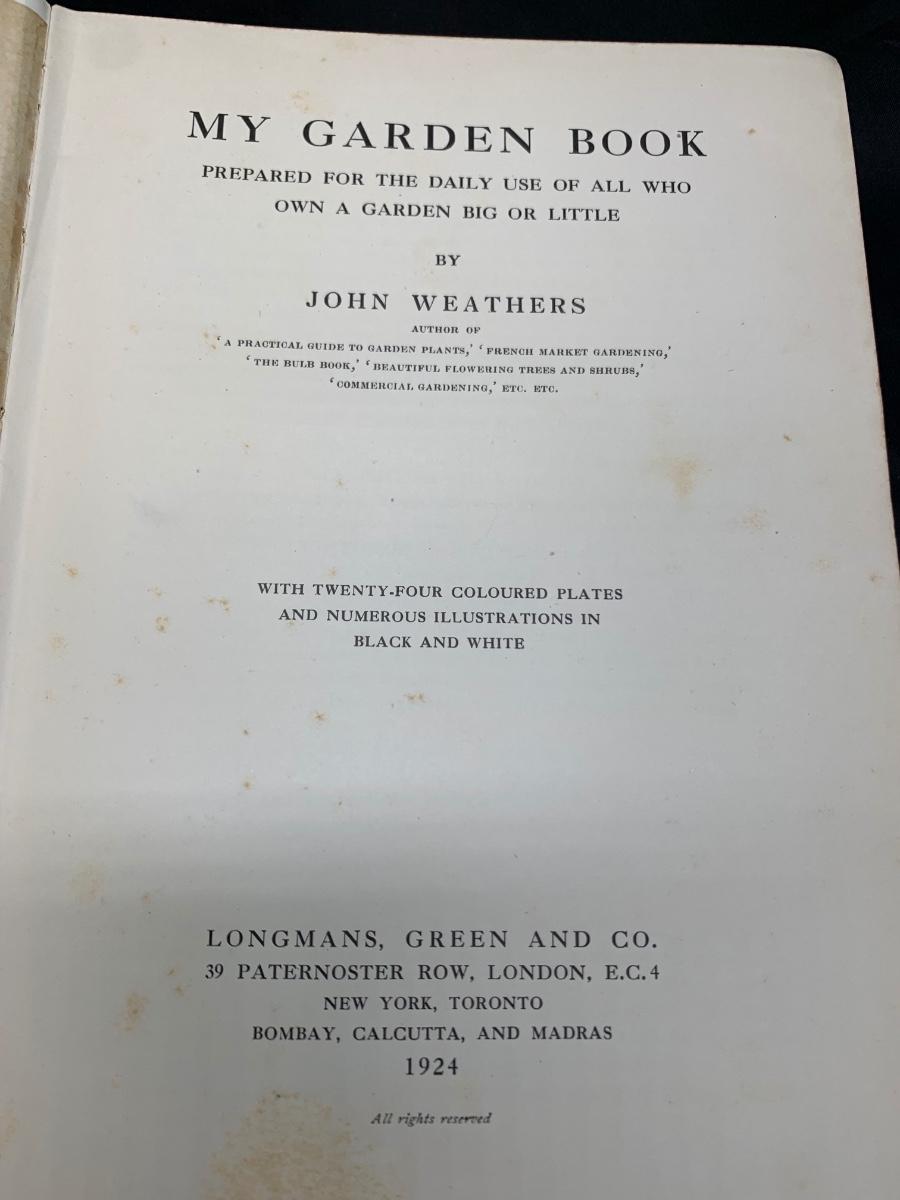 MY GARDEN BOOK
PREPARED FOR THE DAILY USE OF ALL WHO
OWN A GARDEN BIG OR LITTLE
BY
JOHN WEATHERS
AUTHOR OF
‘A PRACTICAL GUIDE TO GARDEN PLANTS,’ ‘FRENCH MARKET GARDENING,’
‘THE BULB BOOK,’ ‘BEAUTIFUL FLOWERING TREES AND SHRUBS,’
‘COMMERCIAL GARDENING,’ ETC. ETC.
WITH TWENTY-FOUR COLOURED PLATES
AND NUMEROUS ILLUSTRATIONS IN
BLACK AND WHITE
LONGMANS, GREEN AND CO.
39 PATERNOSTER ROW, LONDON, E.C.4
NEW YORK, TORONTO
BOMBAY, CALCUTTA, AND MADRAS
1924
All rights reserved